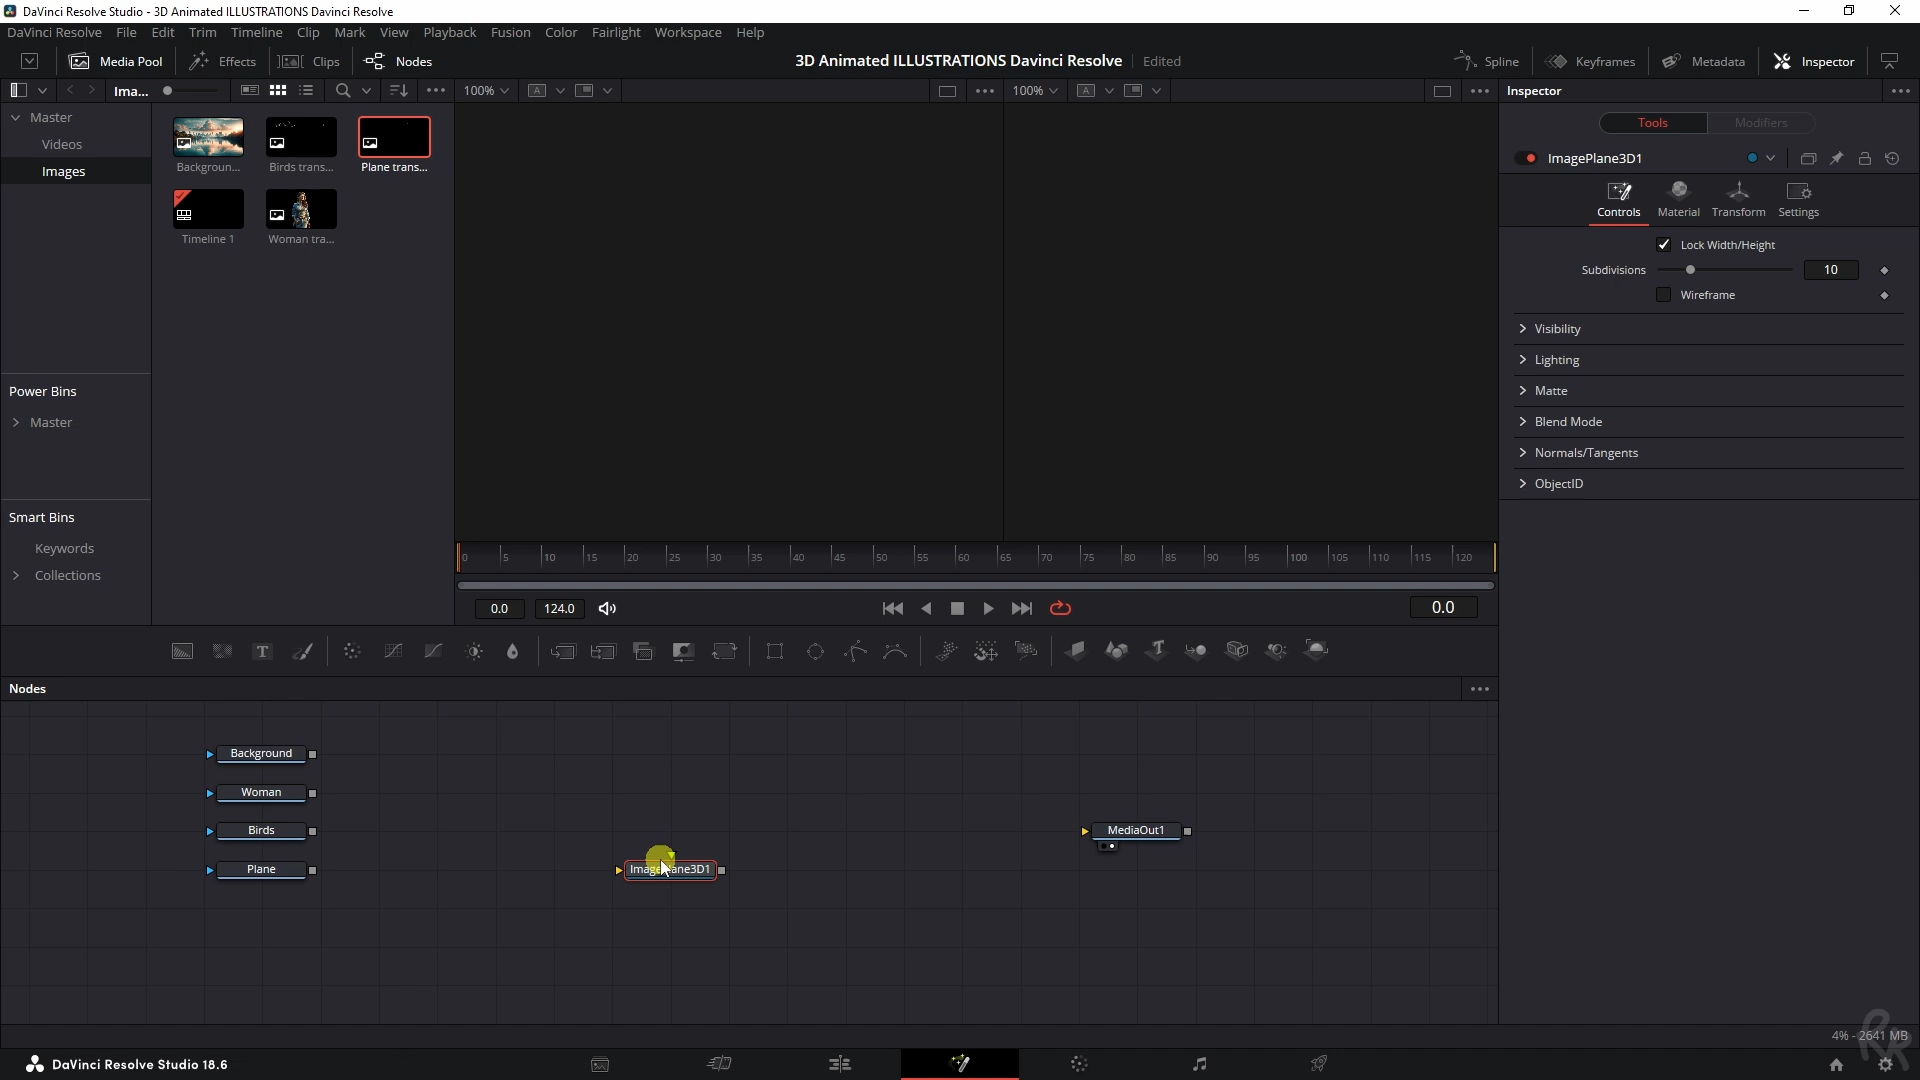 DaVinci Resolve Studio - 3D Animated ILLUSTRATIONS Davinci Resolve
DaVinci Resolve File Edit Trim Timeline Clip Mark View Playback Fusion Color Fairlight Workspace Help
Media Pool Effects Clips Nodes 3D Animated ILLUSTRATIONS Davinci Resolve Edited Spline Keyframes Metadata Inspector
Ima... 100% A 100% A Inspector
Master
Videos
Images
Backgroun... Birds trans... Plane trans...
Timeline 1 Woman tra...
Power Bins
Master
Smart Bins
Keywords
Collections
Tools Modifiers
ImagePlane3D1
Controls Material Transform Settings
Lock Width/Height
Subdivisions 10
Wireframe
Visibility
Lighting
Matte
Blend Mode
Normals/Tangents
ObjectID
0 5 10 15 20 25 30 35 40 45 50 55 60 65 70 75 80 85 90 95 100 105 110 115 120
0.0 124.0 0.0
T T
Nodes
Background
Woman
Birds MediaOut1
Plane ImagePlane3D1
4% - 2641 MB
DaVinci Resolve Studio 18.6